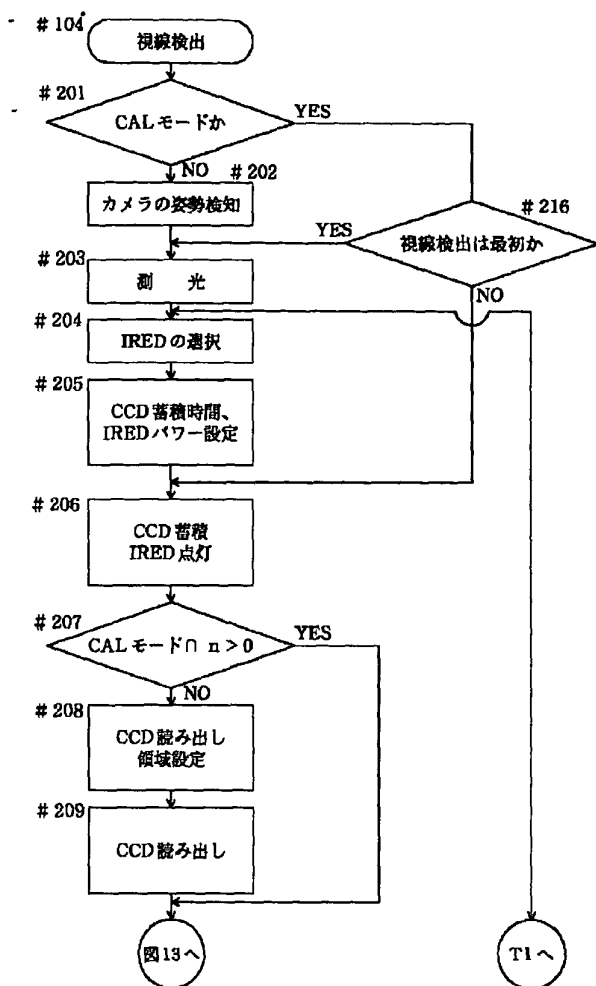 # 104
視線検出
# 201
CALモードか
YES
NO
# 202
カメラの姿勢検知
# 216
視線検出は最初か
YES
NO
# 203
測 光
# 204
IREDの選択
# 205
CCD蓄積時間、
IREDパワー設定
# 206
CCD蓄積
IRED点灯
# 207
CALモード∩ n > 0
YES
NO
# 208
CCD読み出し
領域設定
# 209
CCD読み出し
図13へ
T1へ